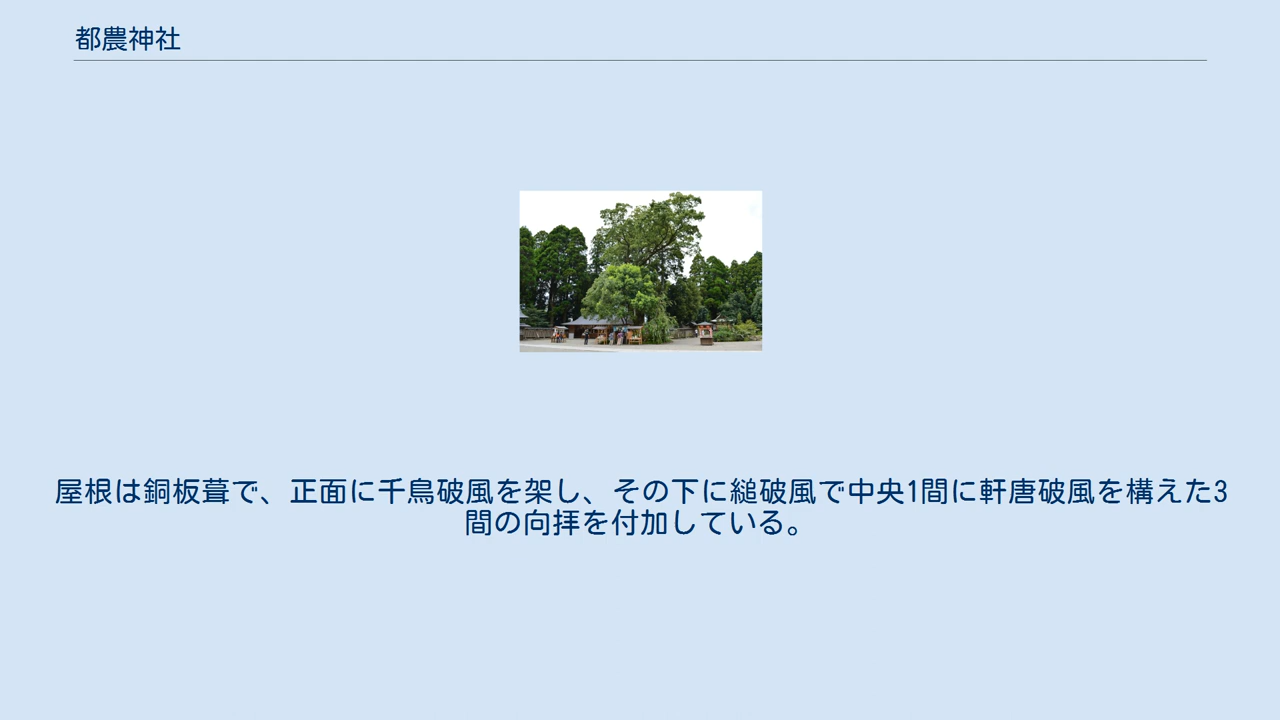 都農神社
屋根は銅板葺で、正面に千鳥破風を架し、その下に縋破風で中央1間に軒唐破風を構えた3
間の向拝を付加している。